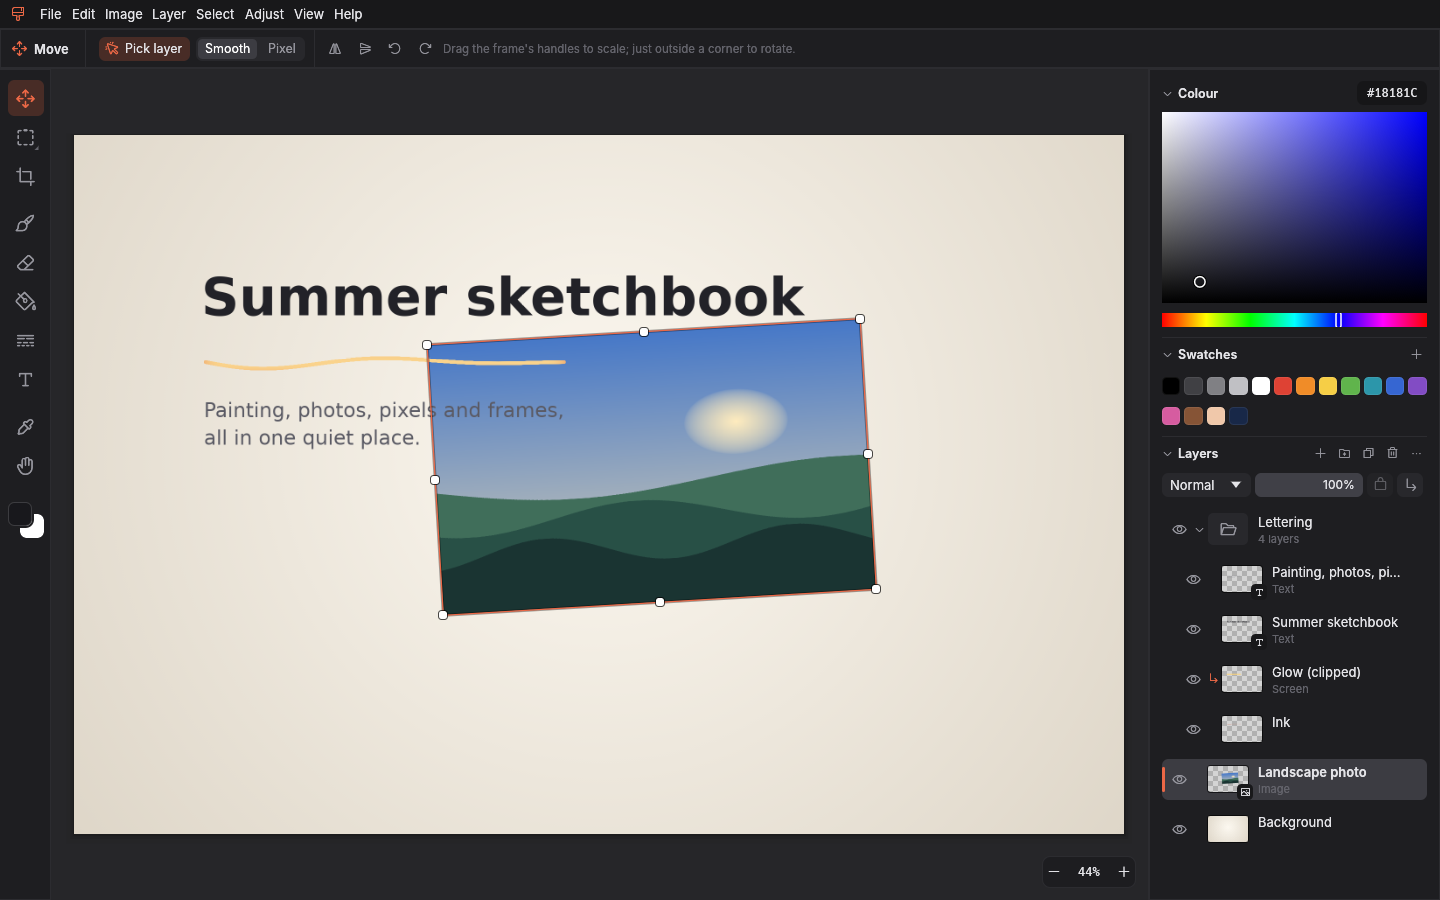 File Edit Image Layer Select Adjust View Help
Move Pick layer Smooth Pixel Drag the frame's handles to scale; just outside a corner to rotate.
Colour #18181C
Summer sketchbook
Painting, photos, pixels and frames,
all in one quiet place.
Swatches
Layers
Normal 100%
Lettering
4 layers
Painting, photos, pi...
Text
Summer sketchbook
Text
Glow (clipped)
Screen
Ink
Landscape photo
Image
Background
44%